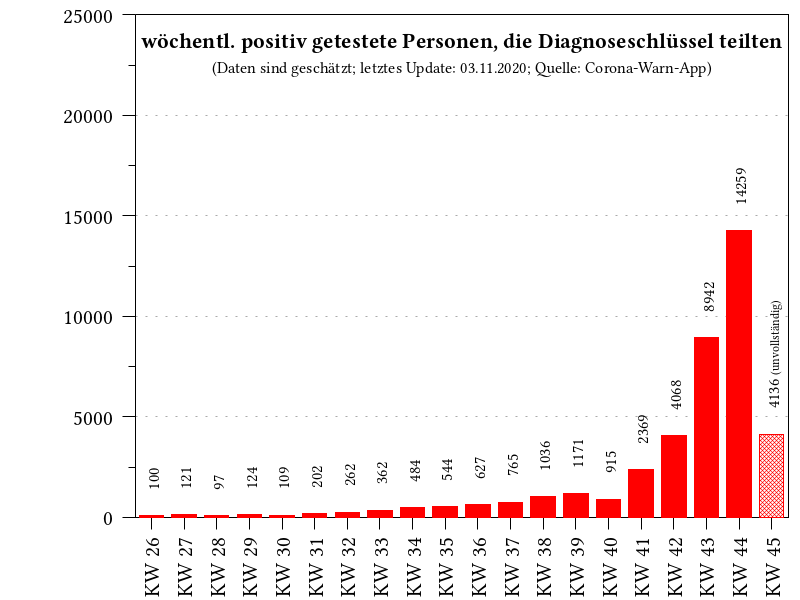 wöchentl. positiv getestete Personen, die Diagnoseschlüssel teilten
(Daten sind geschätzt; letztes Update: 03.11.2020; Quelle: Corona-Warn-App)
25000
20000
15000
10000
5000
0
100
121
97
124
109
202
262
362
484
544
627
765
1036
1171
915
2369
4068
8942
14259
4136 (unvollständig)
KW 26
KW 27
KW 28
KW 29
KW 30
KW 31
KW 32
KW 33
KW 34
KW 35
KW 36
KW 37
KW 38
KW 39
KW 40
KW 41
KW 42
KW 43
KW 44
KW 45